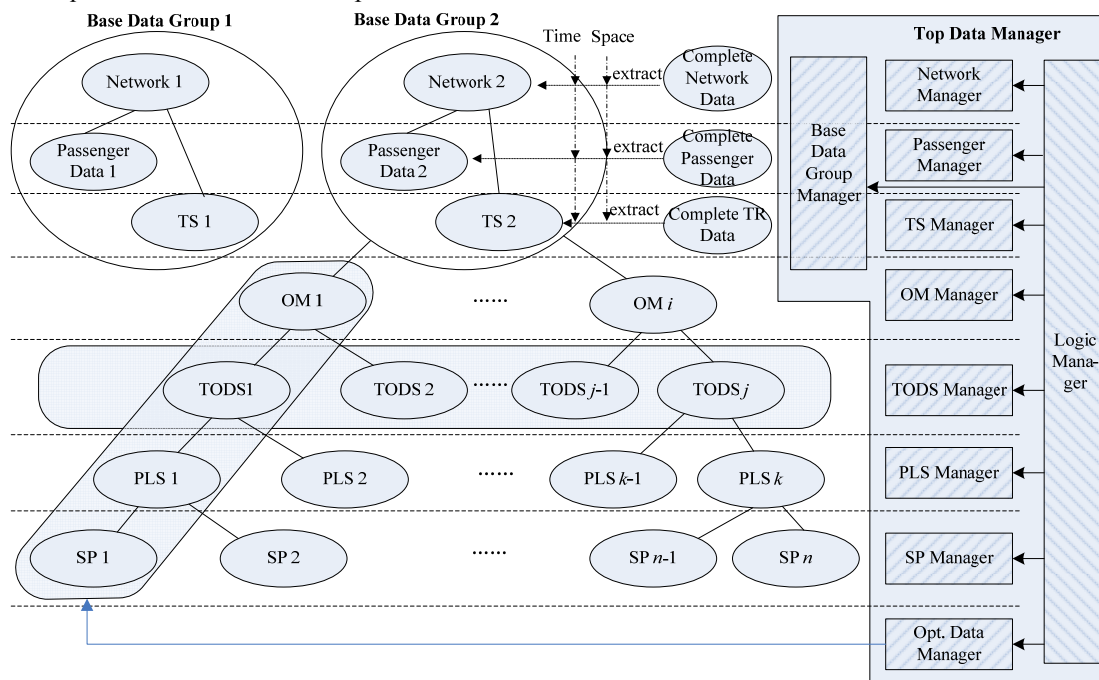 Base Data Group 1
Base Data Group 2
Top Data Manager
Time
Space
Network 1
Network 2
extract
Complete
Network
Data
Network
Manager
Passenger
Data 1
Passenger
Data 2
extract
Complete
Passenger
Data
Base
Data
Group
Manager
Passenger
Manager
TS 1
TS 2
extract
Complete TR
Data
TS Manager
OM 1
......
OM i
OM Manager
Logic
Mana-
ger
TODS1
TODS 2
......
TODS j-1
TODS j
TODS Manager
PLS 1
PLS 2
......
PLS k-1
PLS k
PLS Manager
SP 1
SP 2
......
SP n-1
SP n
SP Manager
Opt. Data
Manager